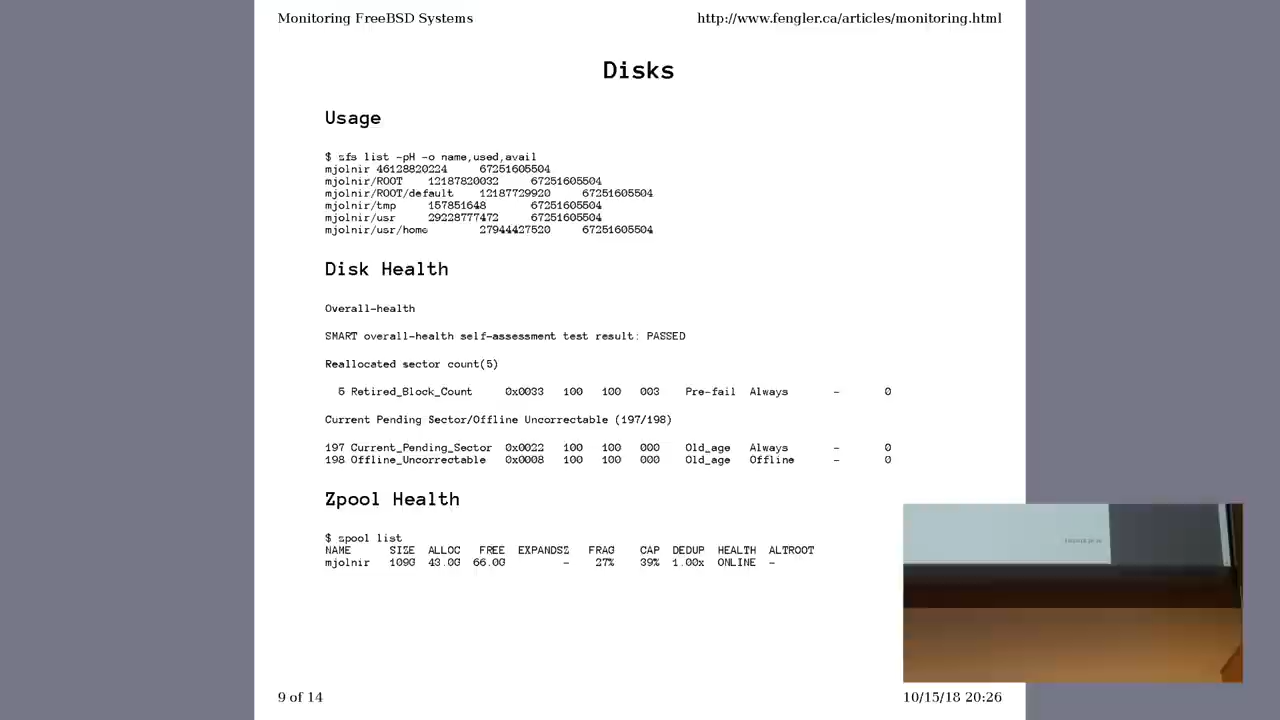 Monitoring FreeBSD Systems http://www.fengler.ca/articles/monitoring.html
Disks
Usage
$ zfs list -pH -o name,used,avail
mjolnir 46128820224 67251605504
mjolnir/ROOT 12187820032 67251605504
mjolnir/ROOT/default 12187729920 67251605504
mjolnir/tmp 157851648 67251605504
mjolnir/usr 29228777472 67251605504
mjolnir/usr/home 27944427520 67251605504
Disk Health
Overall-health
SMART overall-health self-assessment test result: PASSED
Reallocated sector count(5)
5 Retired_Block_Count 0x0033 100 100 003 Pre-fail Always - 0
Current Pending Sector/Offline Uncorrectable (197/198)
197 Current_Pending_Sector 0x0022 100 100 000 Old_age Always - 0
198 Offline_Uncorrectable 0x0008 100 100 000 Old_age Offline - 0
Zpool Health
$ zpool list
NAME SIZE ALLOC FREE EXPANDSZ FRAG CAP DEDUP HEALTH ALTROOT
mjolnir 109G 43.0G 66.0G - 27% 39% 1.00x ONLINE -
9 of 14 10/15/18 20:26